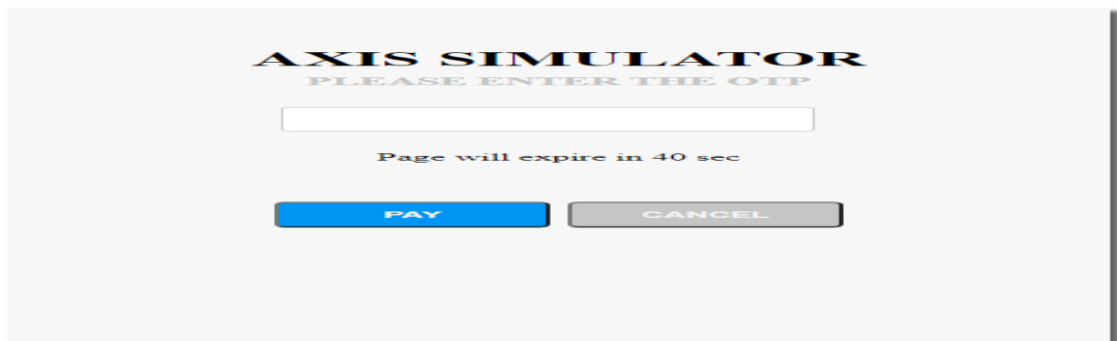 AXIS SIMULATOR
PLEASE ENTER THE OTP
Page will expire in 40 sec
PAY CANCEL